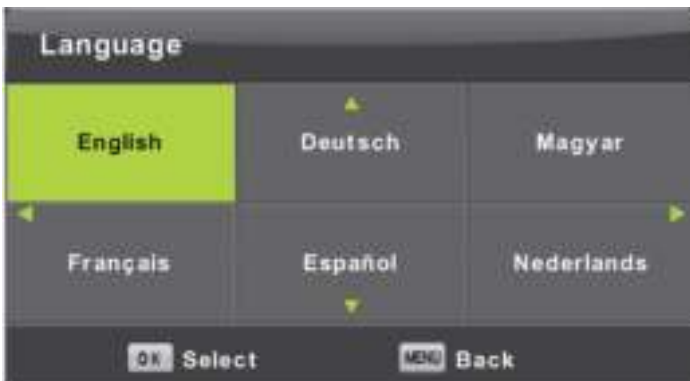 Language
English Deutsch Magyar
Français Español Nederlands
OK Select MENU Back